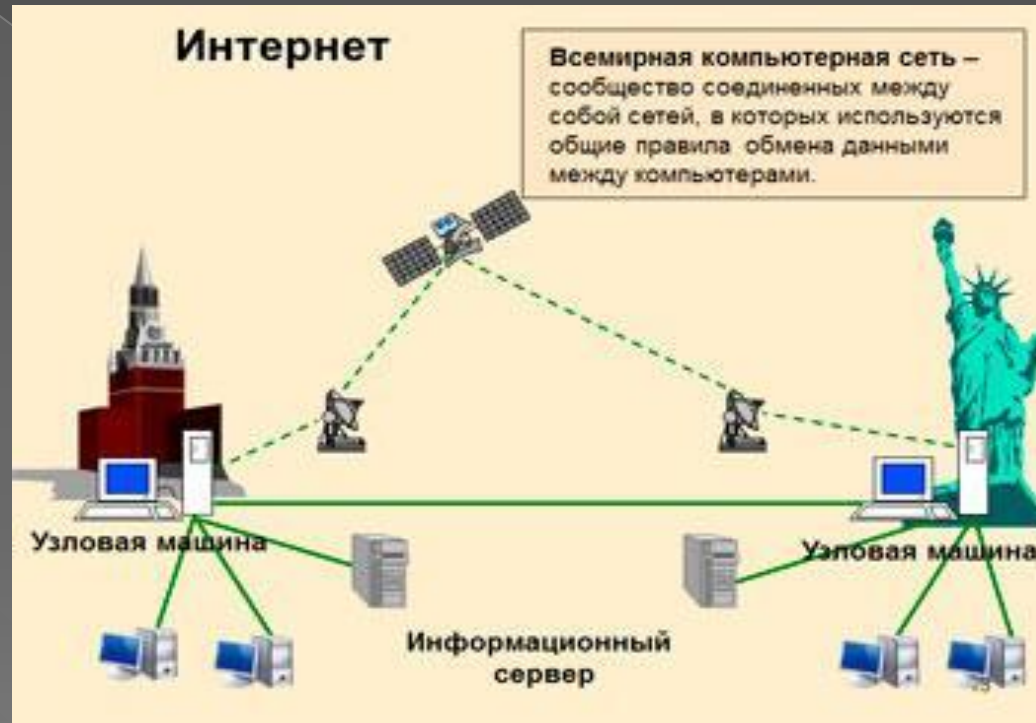 Интернет
Всемирная компьютерная сеть –
сообщество соединенных между
собой сетей, в которых используются
общие правила обмена данными
между компьютерами.
Узловая машина
Узловая машина
Информационный
сервер